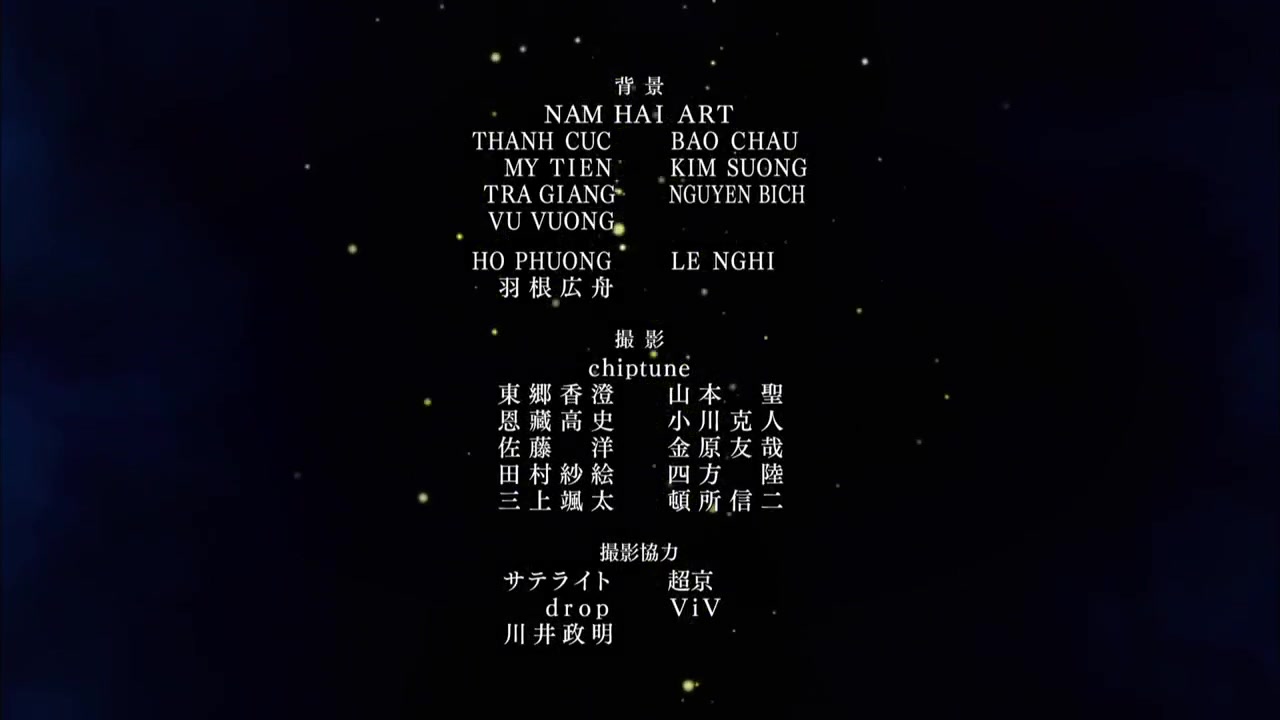 背景
NAM HAI ART
THANH CUC BAO CHAU
MY TIEN KIM SUONG
TRA GIANG NGUYEN BICH
VU VUONG
HO PHUONG LE NGHI
羽根広舟
撮影
chiptune
東郷香澄 山本 聖
恩藏高史 小川克人
佐藤 洋 金原友哉
田村紗絵 四方 陸
三上颯太 頓所信二
撮影協力
サテライト 超京
drop ViV
川井政明